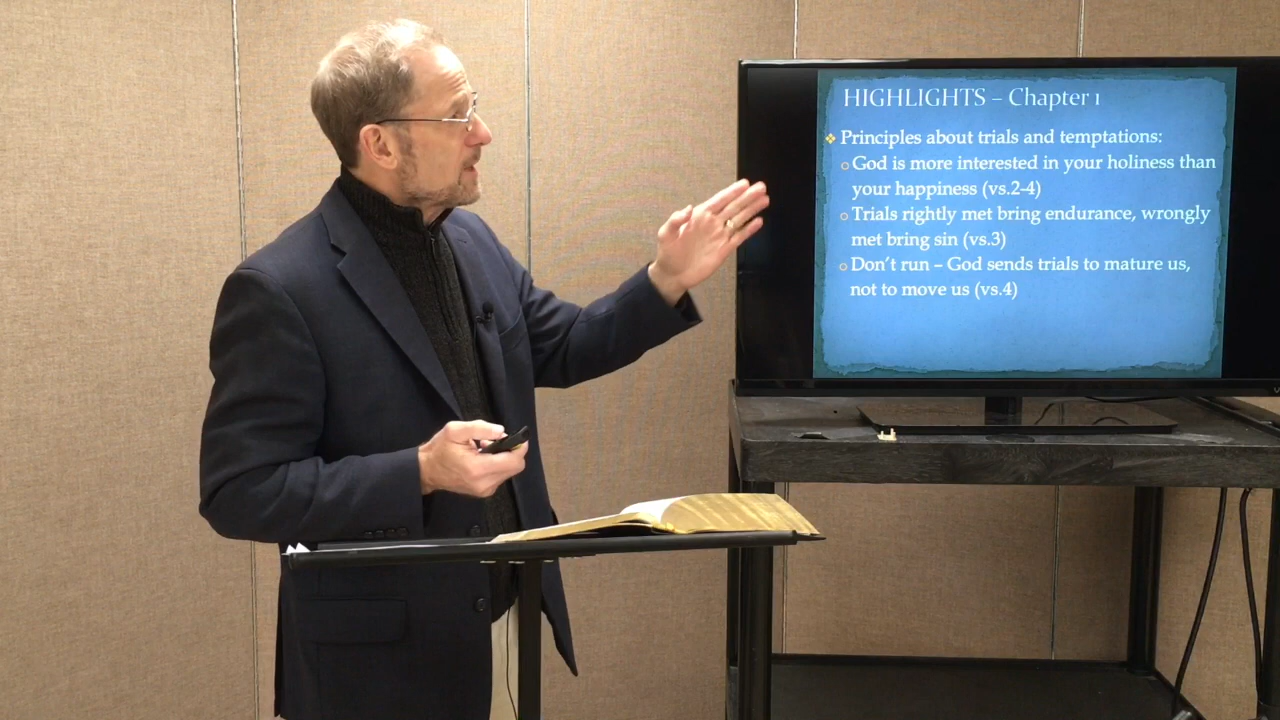 HIGHLIGHTS – Chapter 1
Principles about trials and temptations:
God is more interested in your holiness than
your happiness (vs.2-4)
Trials rightly met bring endurance, wrongly
met bring sin (vs.3)
Don't run – God sends trials to mature us,
not to move us (vs.4)